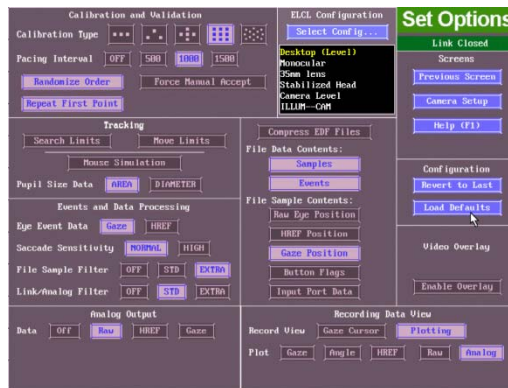 Calibration and Validation
Calibration Type
Pacing Interval OFF 500 1000 1500
Randomize Order Force Manual Accept
Repeat First Point
ELCL Configuration
Select Config...
Desktop (Level)
Monocular
35mm lens
Stabilized Head
Camera Level
ILLUM--CAM
Set Options
Link Closed
Screens
Previous Screen
Camera Setup
Help (F1)
Configuration
Revert to Last
Load Defaults
Video Overlay
Enable Overlay
Tracking
Search Limits Move Limits
Mouse Simulation
Pupil Size Data AREA DIAMETER
Events and Data Processing
Eye Event Data Gaze HREF
Saccade Sensitivity NORMAL HIGH
File Sample Filter OFF STD EXTRA
Link/Analog Filter OFF STD EXTRA
Compress EDF Files
File Data Contents:
Samples
Events
File Sample Contents:
Raw Eye Position
HREF Position
Gaze Position
Button Flags
Input Port Data
Analog Output
Data Off Raw HREF Gaze
Recording Data View
Record View Gaze Cursor Plotting
Plot Gaze Angle HREF Raw Analog